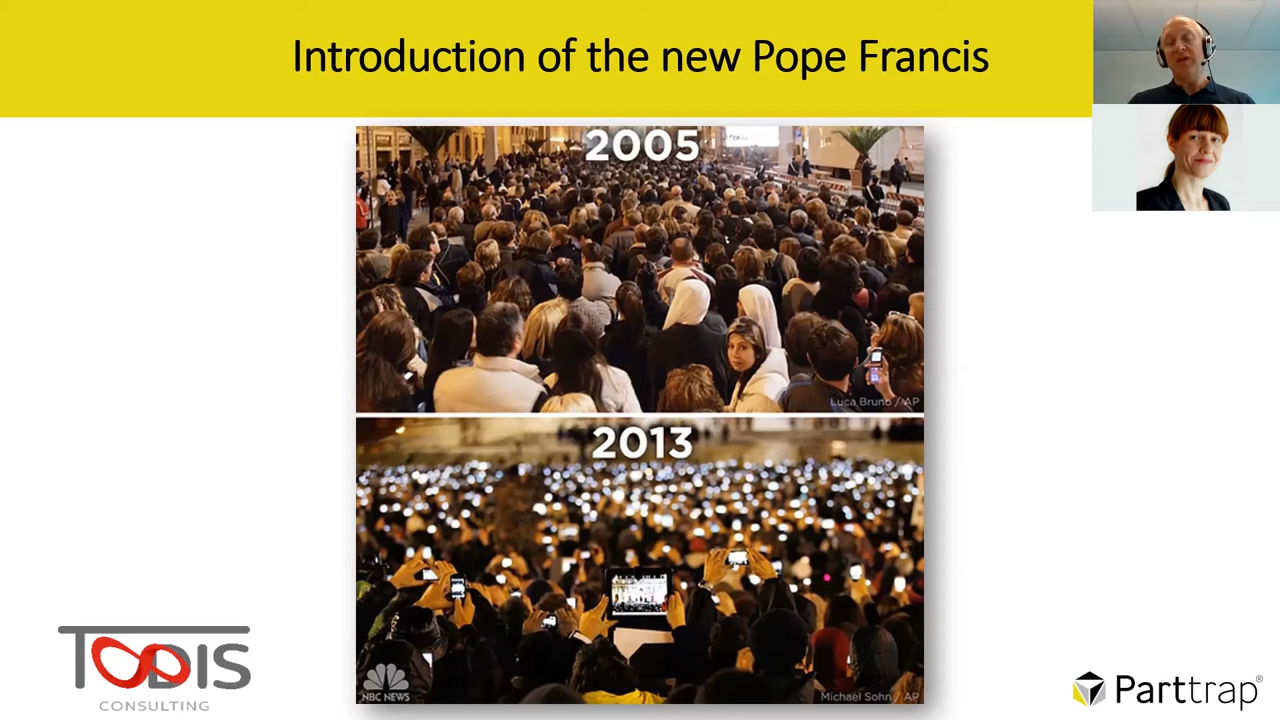 Introduction of the new Pope Francis
2005
Luca Bruno / AP
2013
NBC NEWS
Michael Sohn / AP
TODIS
CONSULTING
Parttrap®